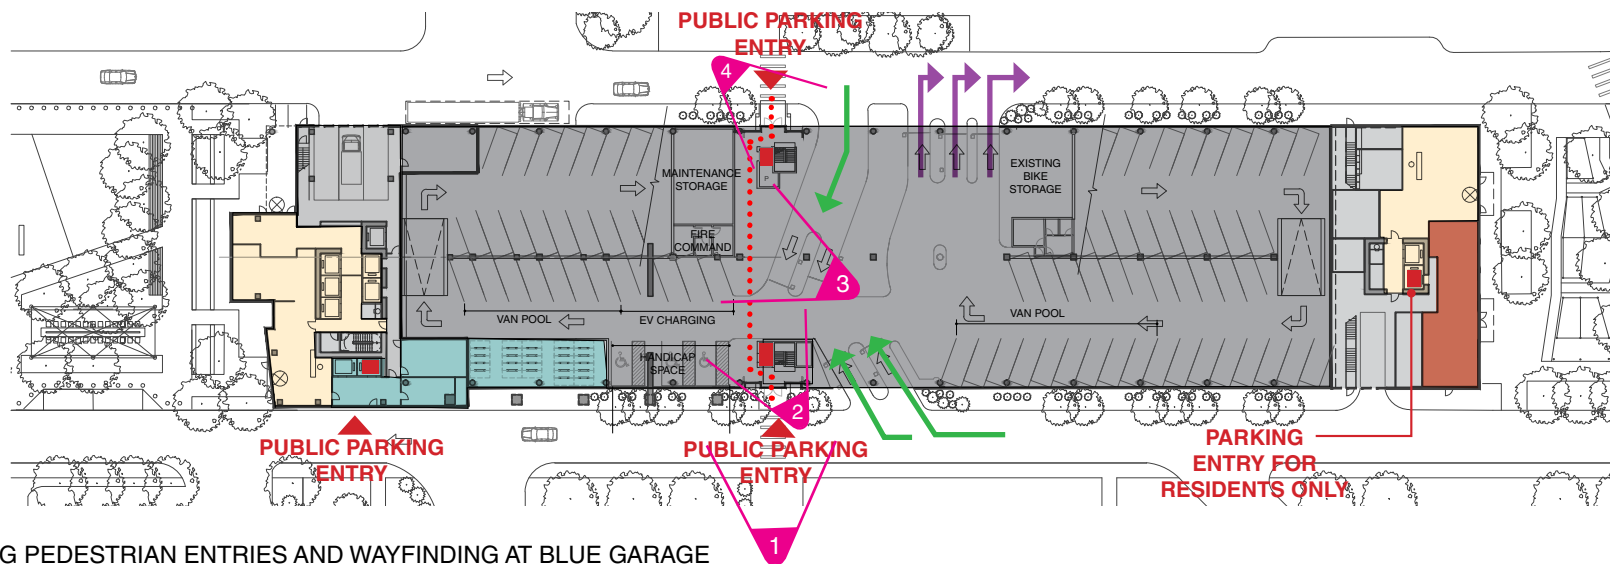 PUBLIC PARKING
ENTRY
4
MAINTENANCE
STORAGE
P
EXISTING
BIKE
STORAGE
FIRE
COMMAND
3
VAN POOL
EV CHARGING
VAN POOL
HANDICAP
SPACE
2
PUBLIC PARKING
ENTRY
PUBLIC PARKING
ENTRY
PARKING
ENTRY FOR
RESIDENTS ONLY
1
G PEDESTRIAN ENTRIES AND WAYFINDING AT BLUE GARAGE